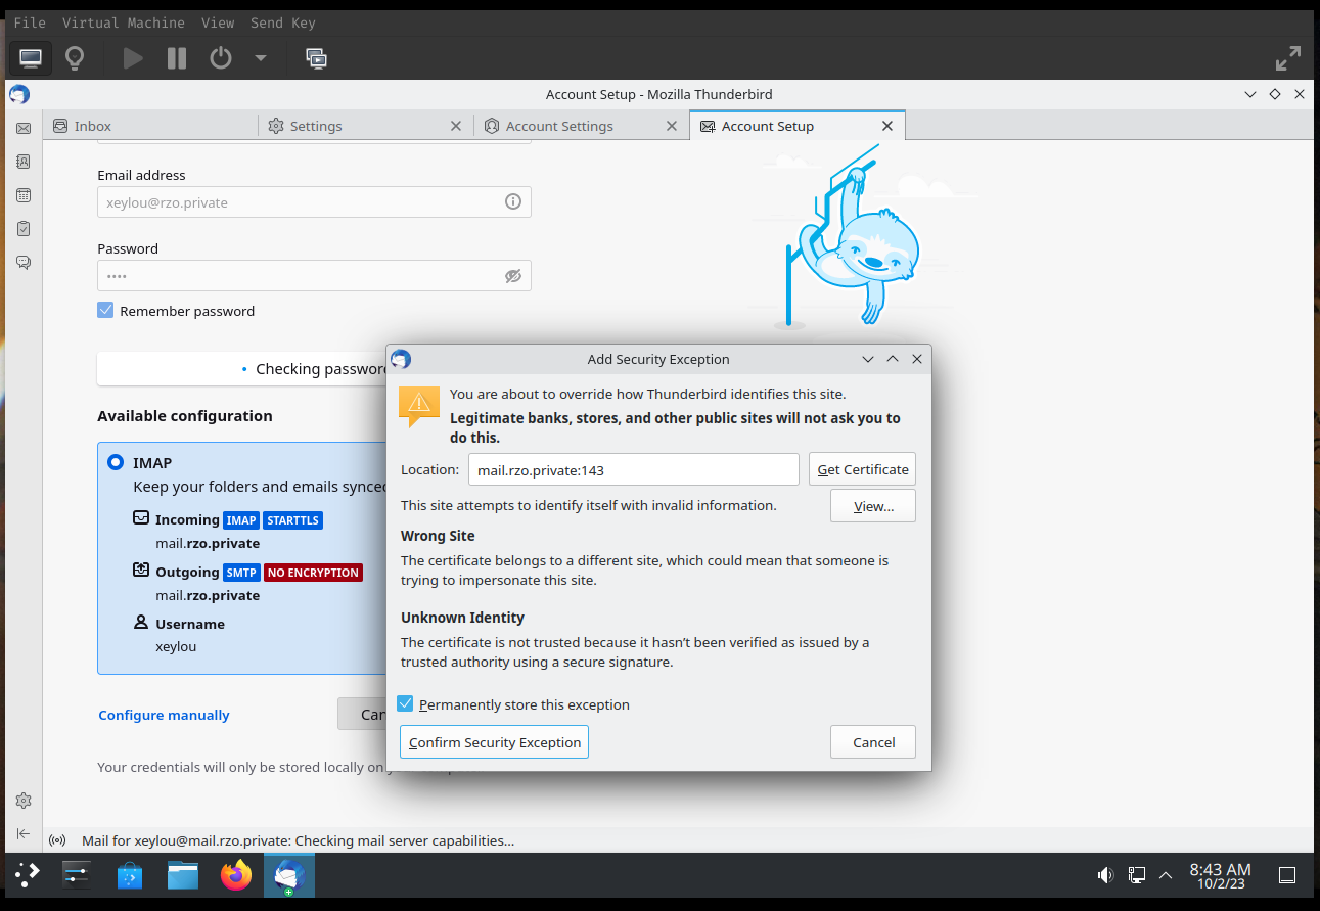 File Virtual Machine View Send Key
Account Setup - Mozilla Thunderbird
Inbox Settings Account Settings Account Setup
Email address
xeylou@rzo.private
Password
Remember password
Checking password
Available configuration
IMAP
Keep your folders and emails synced
Incoming IMAP STARTTLS
mail.rzo.private
Outgoing SMTP NO ENCRYPTION
mail.rzo.private
Username
xeylou
Configure manually
Can
Your credentials will only be stored locally on
Add Security Exception
You are about to override how Thunderbird identifies this site.
Legitimate banks, stores, and other public sites will not ask you to
do this.
Location: mail.rzo.private:143 Get Certificate
This site attempts to identify itself with invalid information. View...
Wrong Site
The certificate belongs to a different site, which could mean that someone is
trying to impersonate this site.
Unknown Identity
The certificate is not trusted because it hasn't been verified as issued by a
trusted authority using a secure signature.
Permanently store this exception
Confirm Security Exception Cancel
Mail for xeylou@mail.rzo.private: Checking mail server capabilities...
8:43 AM
10/2/23